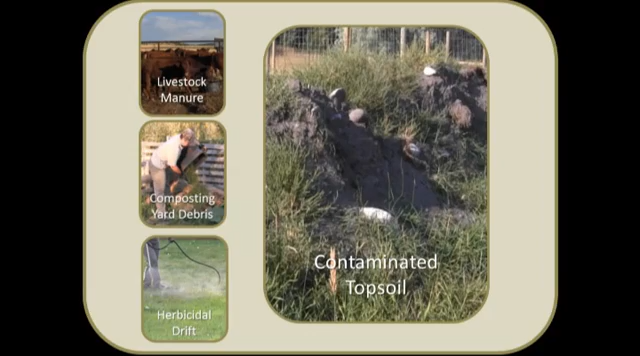 Livestock
Manure
Composting
Yard Debris
Herbicidal
Drift
Contaminated
Topsoil